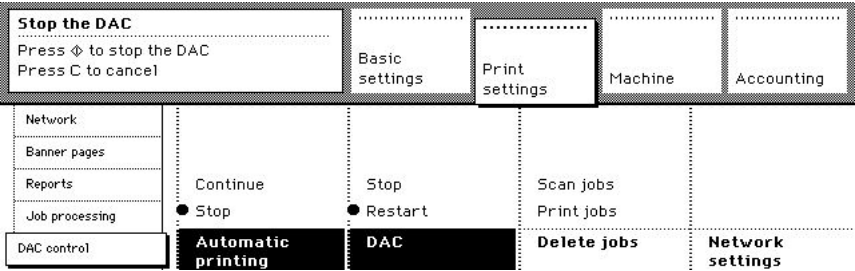 Stop the DAC
Press ⎆ to stop the DAC
Press C to cancel
Basic
settings
Print
settings
Machine
Accounting
Network
Banner pages
Reports
Job processing
DAC control
Continue
Stop
Automatic
printing
Stop
Restart
DAC
Scan jobs
Print jobs
Delete jobs
Network
settings